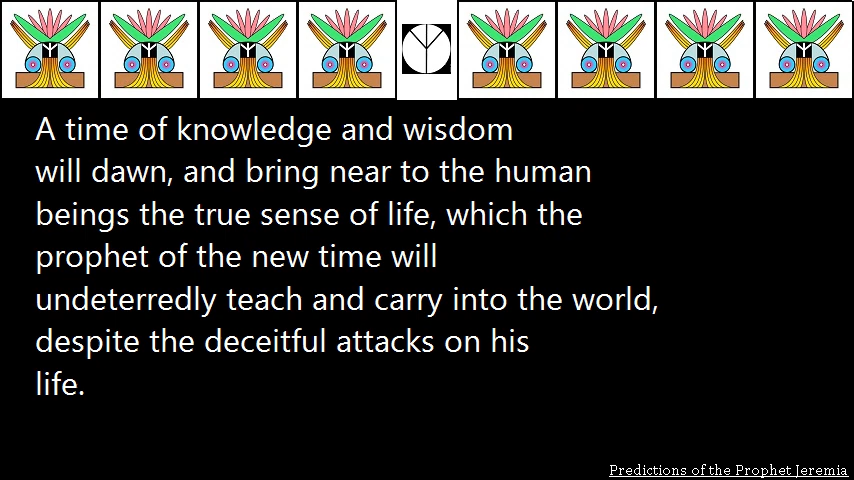 A time of knowledge and wisdom
will dawn, and bring near to the human
beings the true sense of life, which the
prophet of the new time will
undeterredly teach and carry into the world,
despite the deceitful attacks on his
life.
Predictions of the Prophet Jeremia